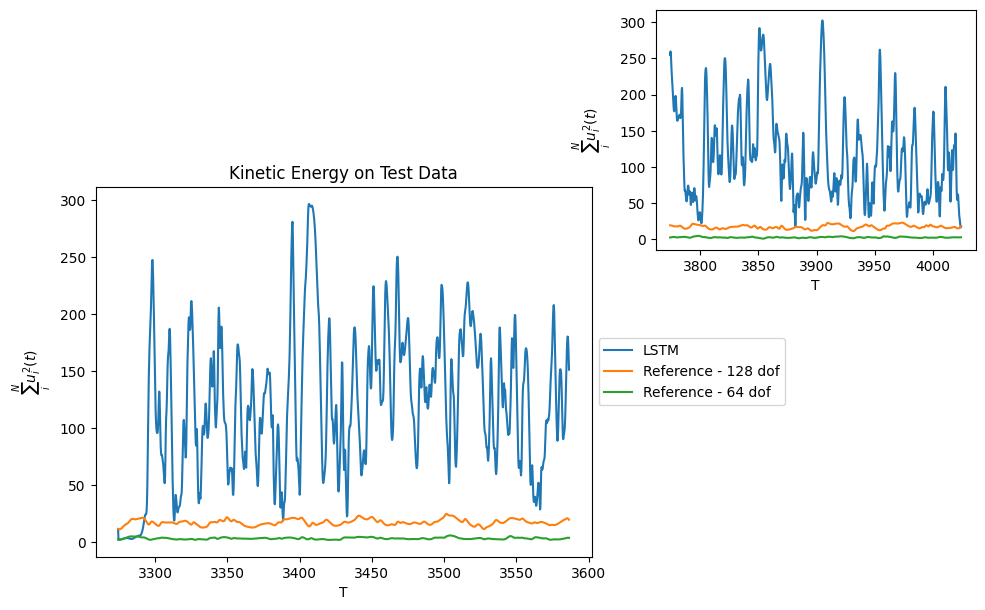 300
250
200
150
100
50
0
∑_i^N u_i^2(t)
3800 3850 3900 3950 4000
T
Kinetic Energy on Test Data
300
250
200
150
100
50
0
∑_i^N u_i^2(t)
3300 3350 3400 3450 3500 3550 3600
T
LSTM
Reference - 128 dof
Reference - 64 dof